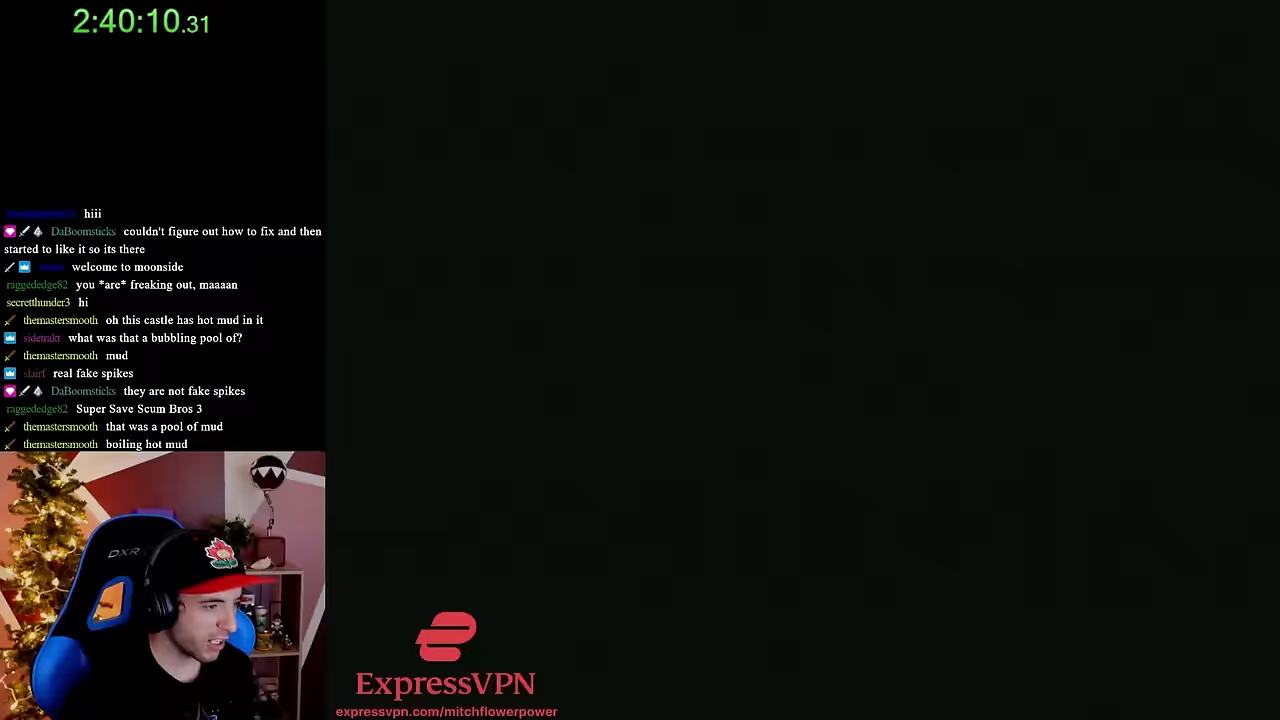 2:40:10.31
hiii
DaBoomsticks couldn't figure out how to fix and then
started to like it so its there
welcome to moonside
raggededge82 you *are* freaking out, maaaan
secretthunder3 hi
themastersmooth oh this castle has hot mud in it
sidetrakt what was that a bubbling pool of?
themastersmooth mud
slairf real fake spikes
DaBoomsticks they are not fake spikes
raggededge82 Super Save Scum Bros 3
themastersmooth that was a pool of mud
themastersmooth boiling hot mud
DXR
ExpressVPN
expressvpn.com/mitchflowerpower